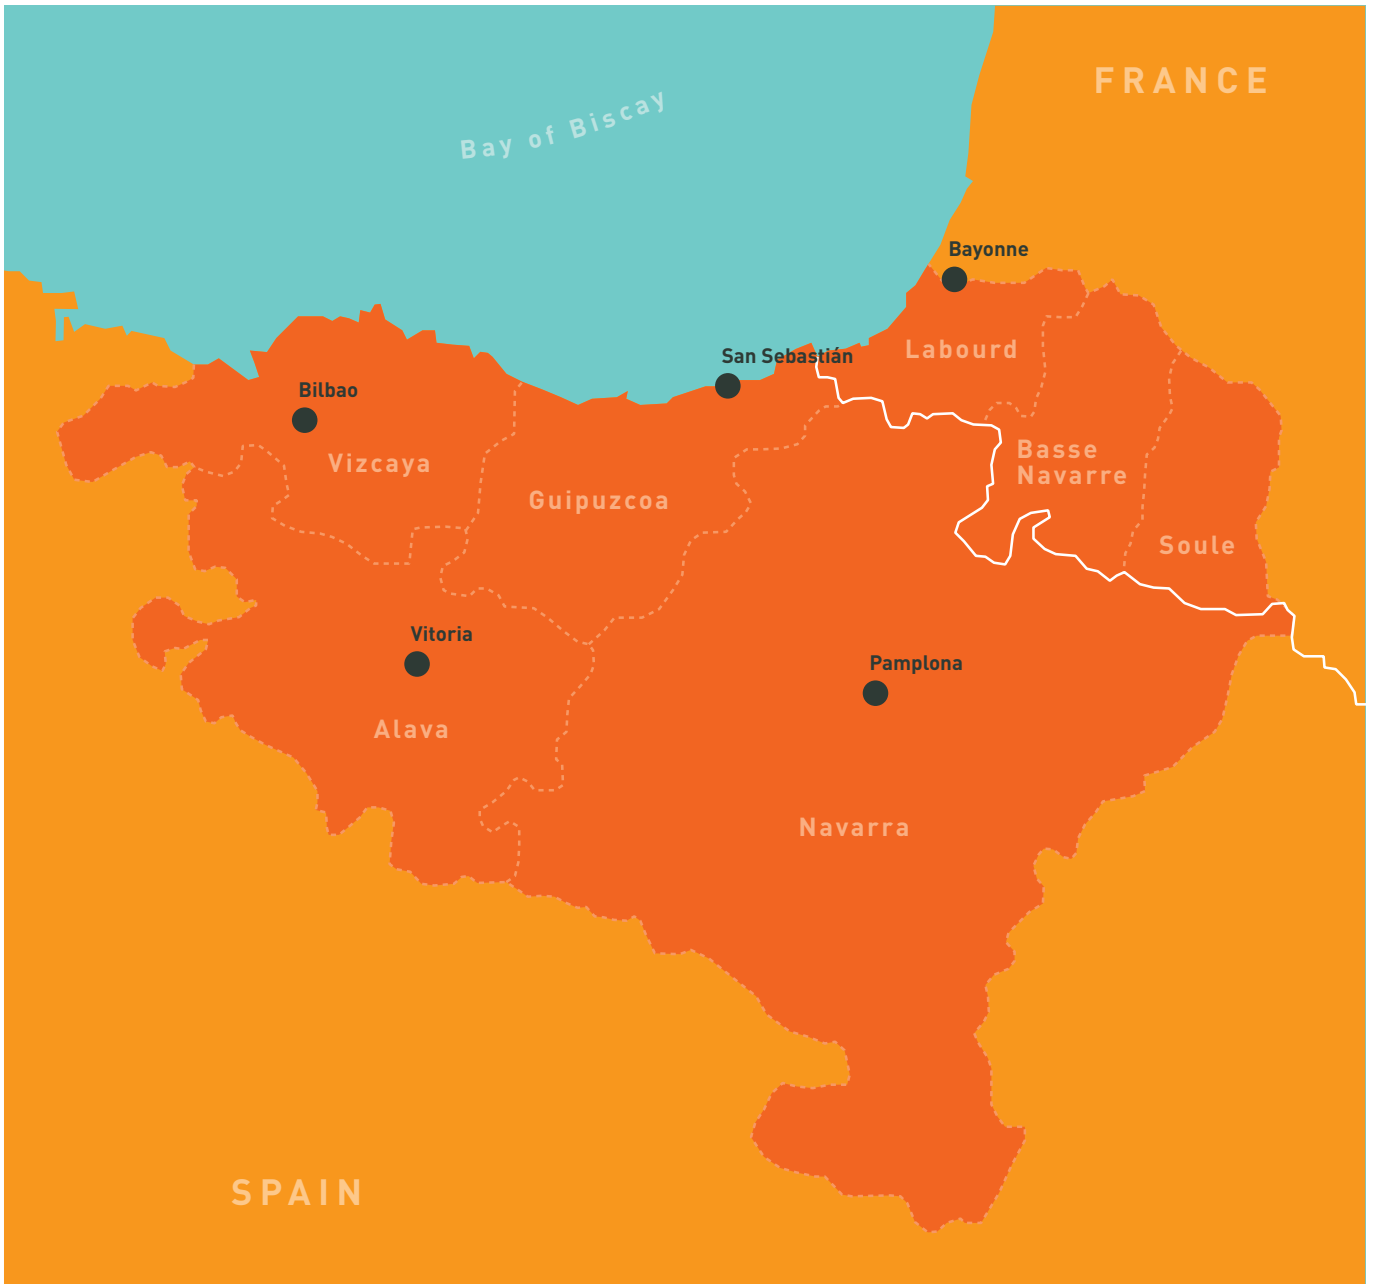 FRANCE
Bay of Biscay
Bayonne
Labourd
San Sebastián
Bilbao
Vizcaya
Basse
Navarre
Guipuzcoa
Soule
Vitoria
Pamplona
Alava
Navarra
SPAIN